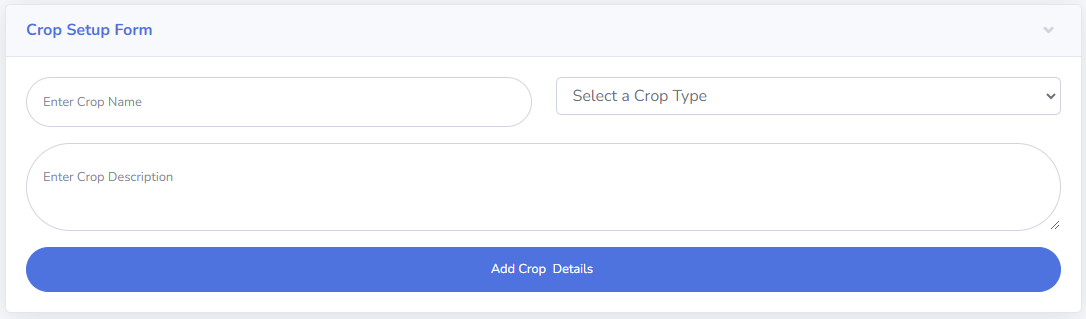 Crop Setup Form
Enter Crop Name
Select a Crop Type
Enter Crop Description
Add Crop  Details